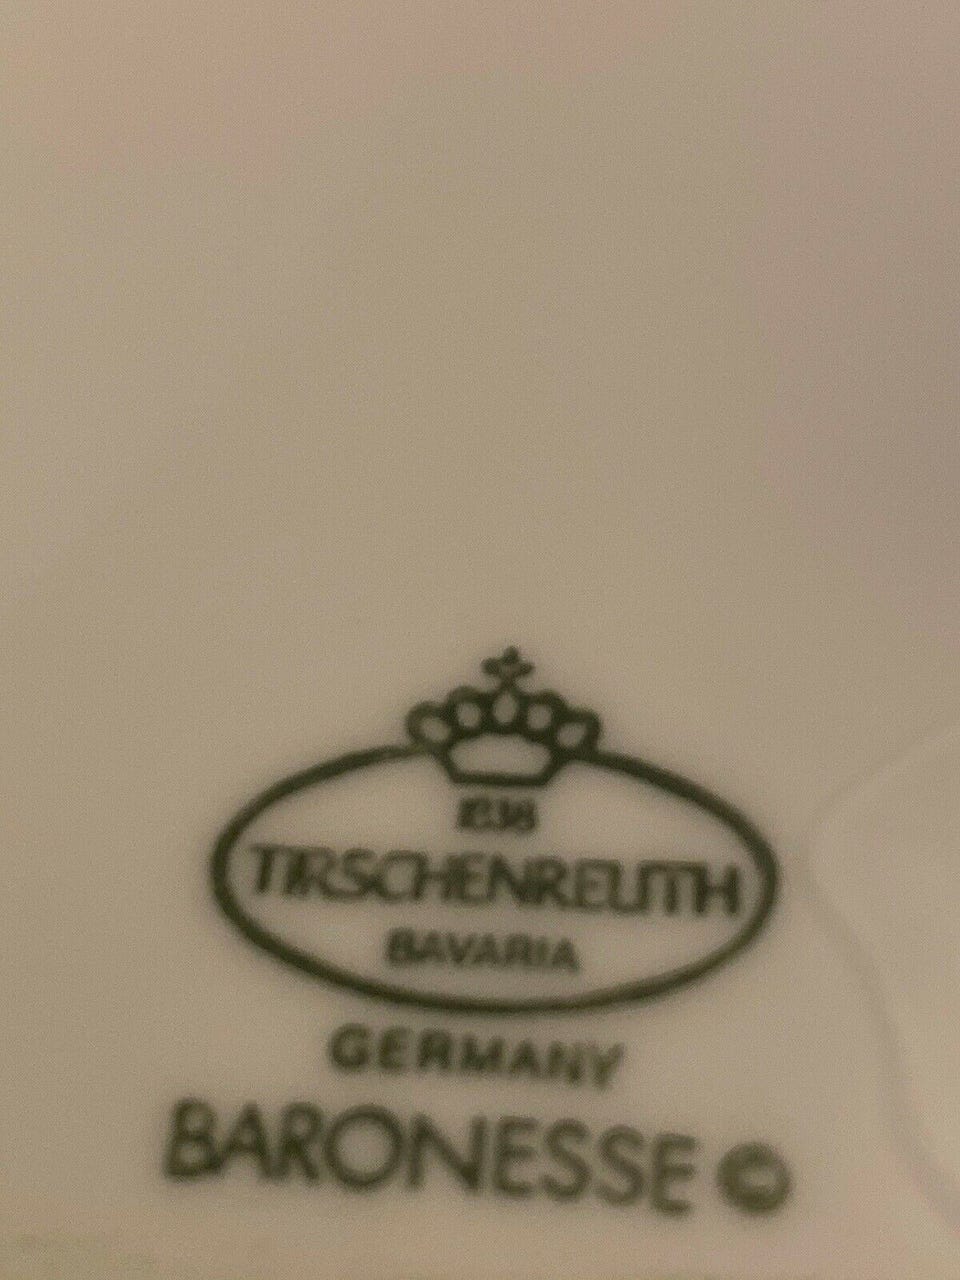 1838
TIRSCHENREUTH
BAVARIA
GERMANY
BARONESSE ©